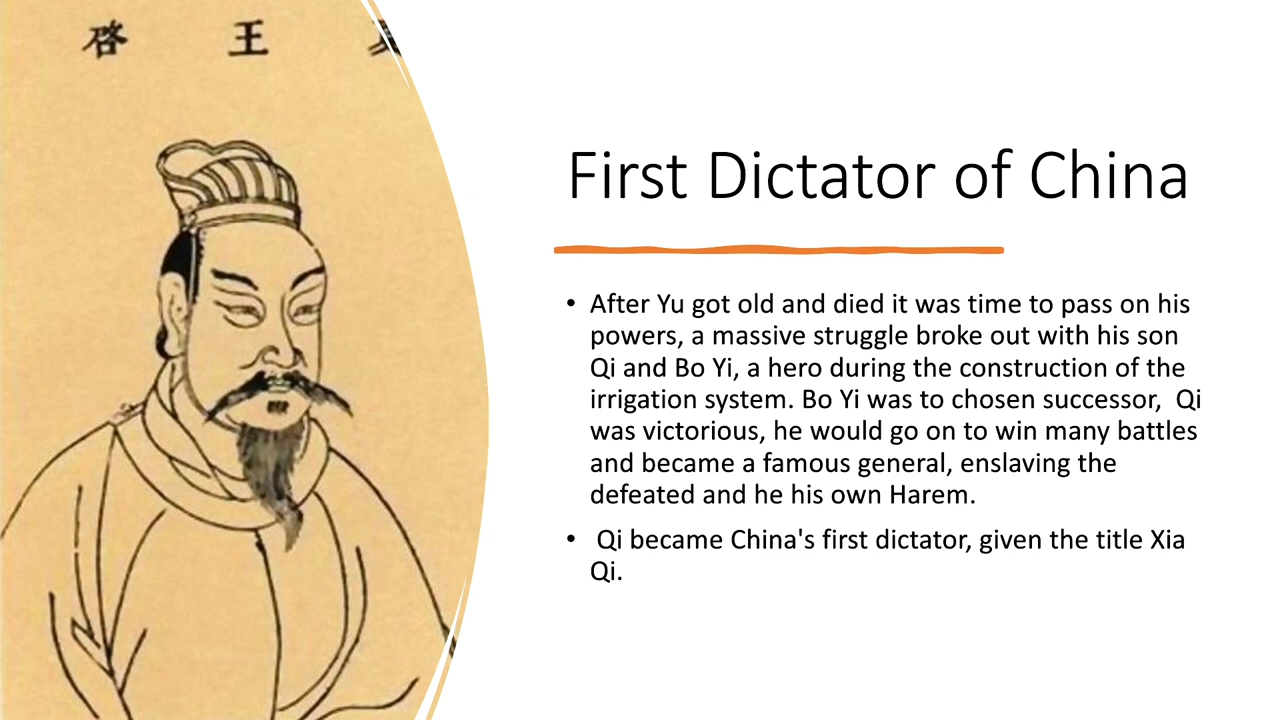 啓 王
First Dictator of China
• After Yu got old and died it was time to pass on his
powers, a massive struggle broke out with his son
Qi and Bo Yi, a hero during the construction of the
irrigation system. Bo Yi was to chosen successor,  Qi
was victorious, he would go on to win many battles
and became a famous general, enslaving the
defeated and he his own Harem.
•  Qi became China's first dictator, given the title Xia
Qi.